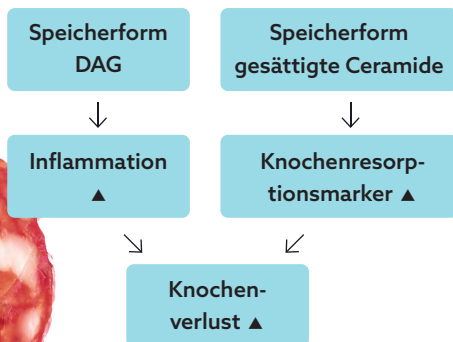 Speicherform
DAG
Speicherform
gesättigte Ceramide
Inflammation
▲
Knochenresorp-
tionsmarker ▲
Knochen-
verlust ▲